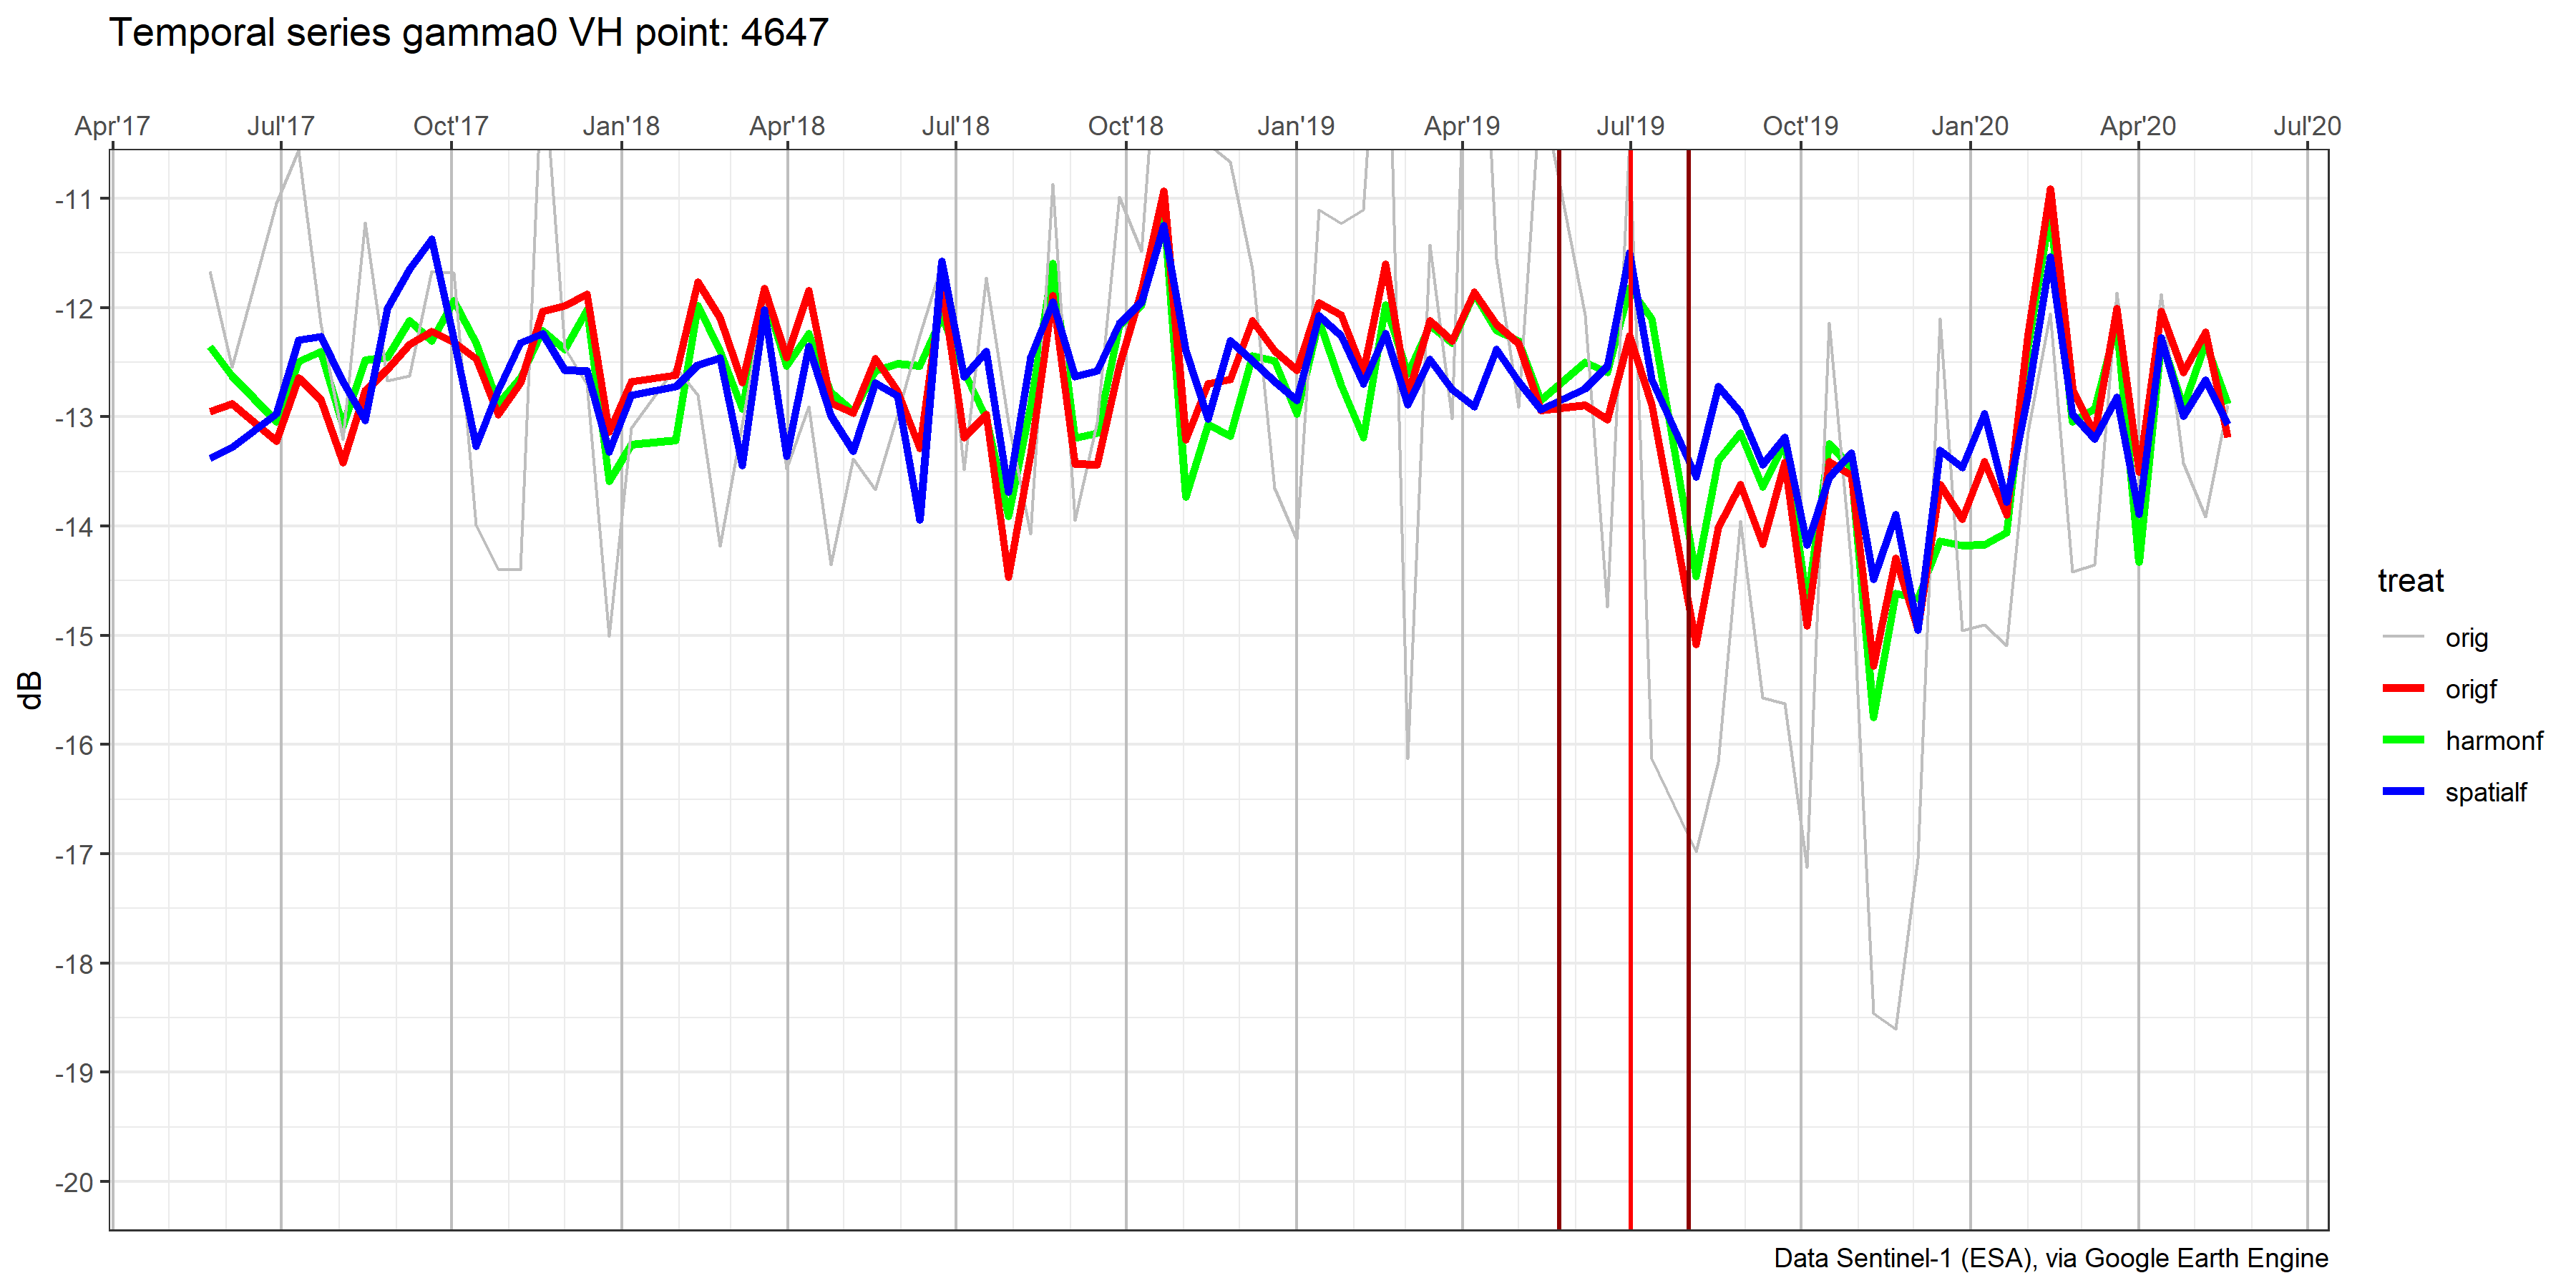 Temporal series gamma0 VH point: 4647
Apr'17 Jul'17 Oct'17 Jan'18 Apr'18 Jul'18 Oct'18 Jan'19 Apr'19 Jul'19 Oct'19 Jan'20 Apr'20 Jul'20
-11
-12
-13
-14
-15
-16
-17
-18
-19
-20
dB
treat
orig
origf
harmonf
spatialf
Data Sentinel-1 (ESA), via Google Earth Engine